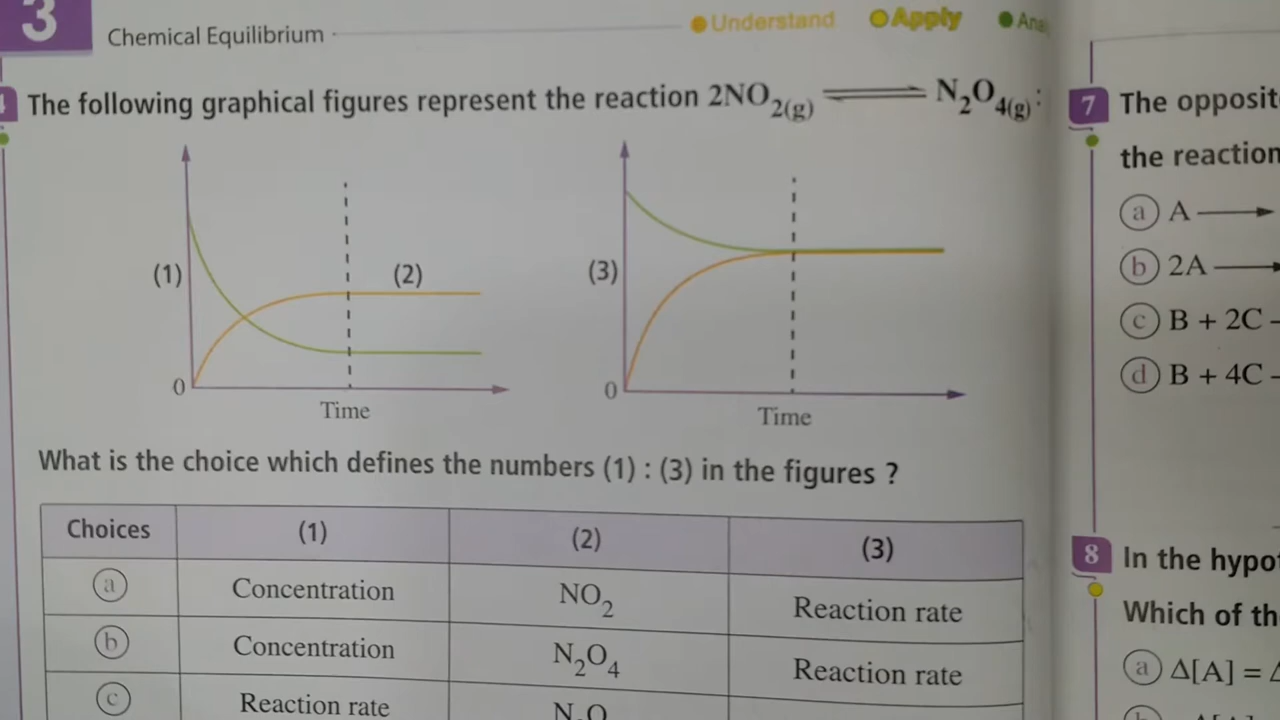 3
Chemical Equilibrium
Understand Apply
The following graphical figures represent the reaction 2NO2(g) ⇌ N2O4(g) :
(1)
(2)
0
Time
(3)
0
Time
What is the choice which defines the numbers (1) : (3) in the figures ?
Choices (1) (2) (3)
a Concentration NO2 Reaction rate
b Concentration N2O4 Reaction rate
c Reaction rate
7 The opposit
the reaction
a A →
b 2A →
c B + 2C -
d B + 4C -
8 In the hypo
Which of th
a Δ[A] =